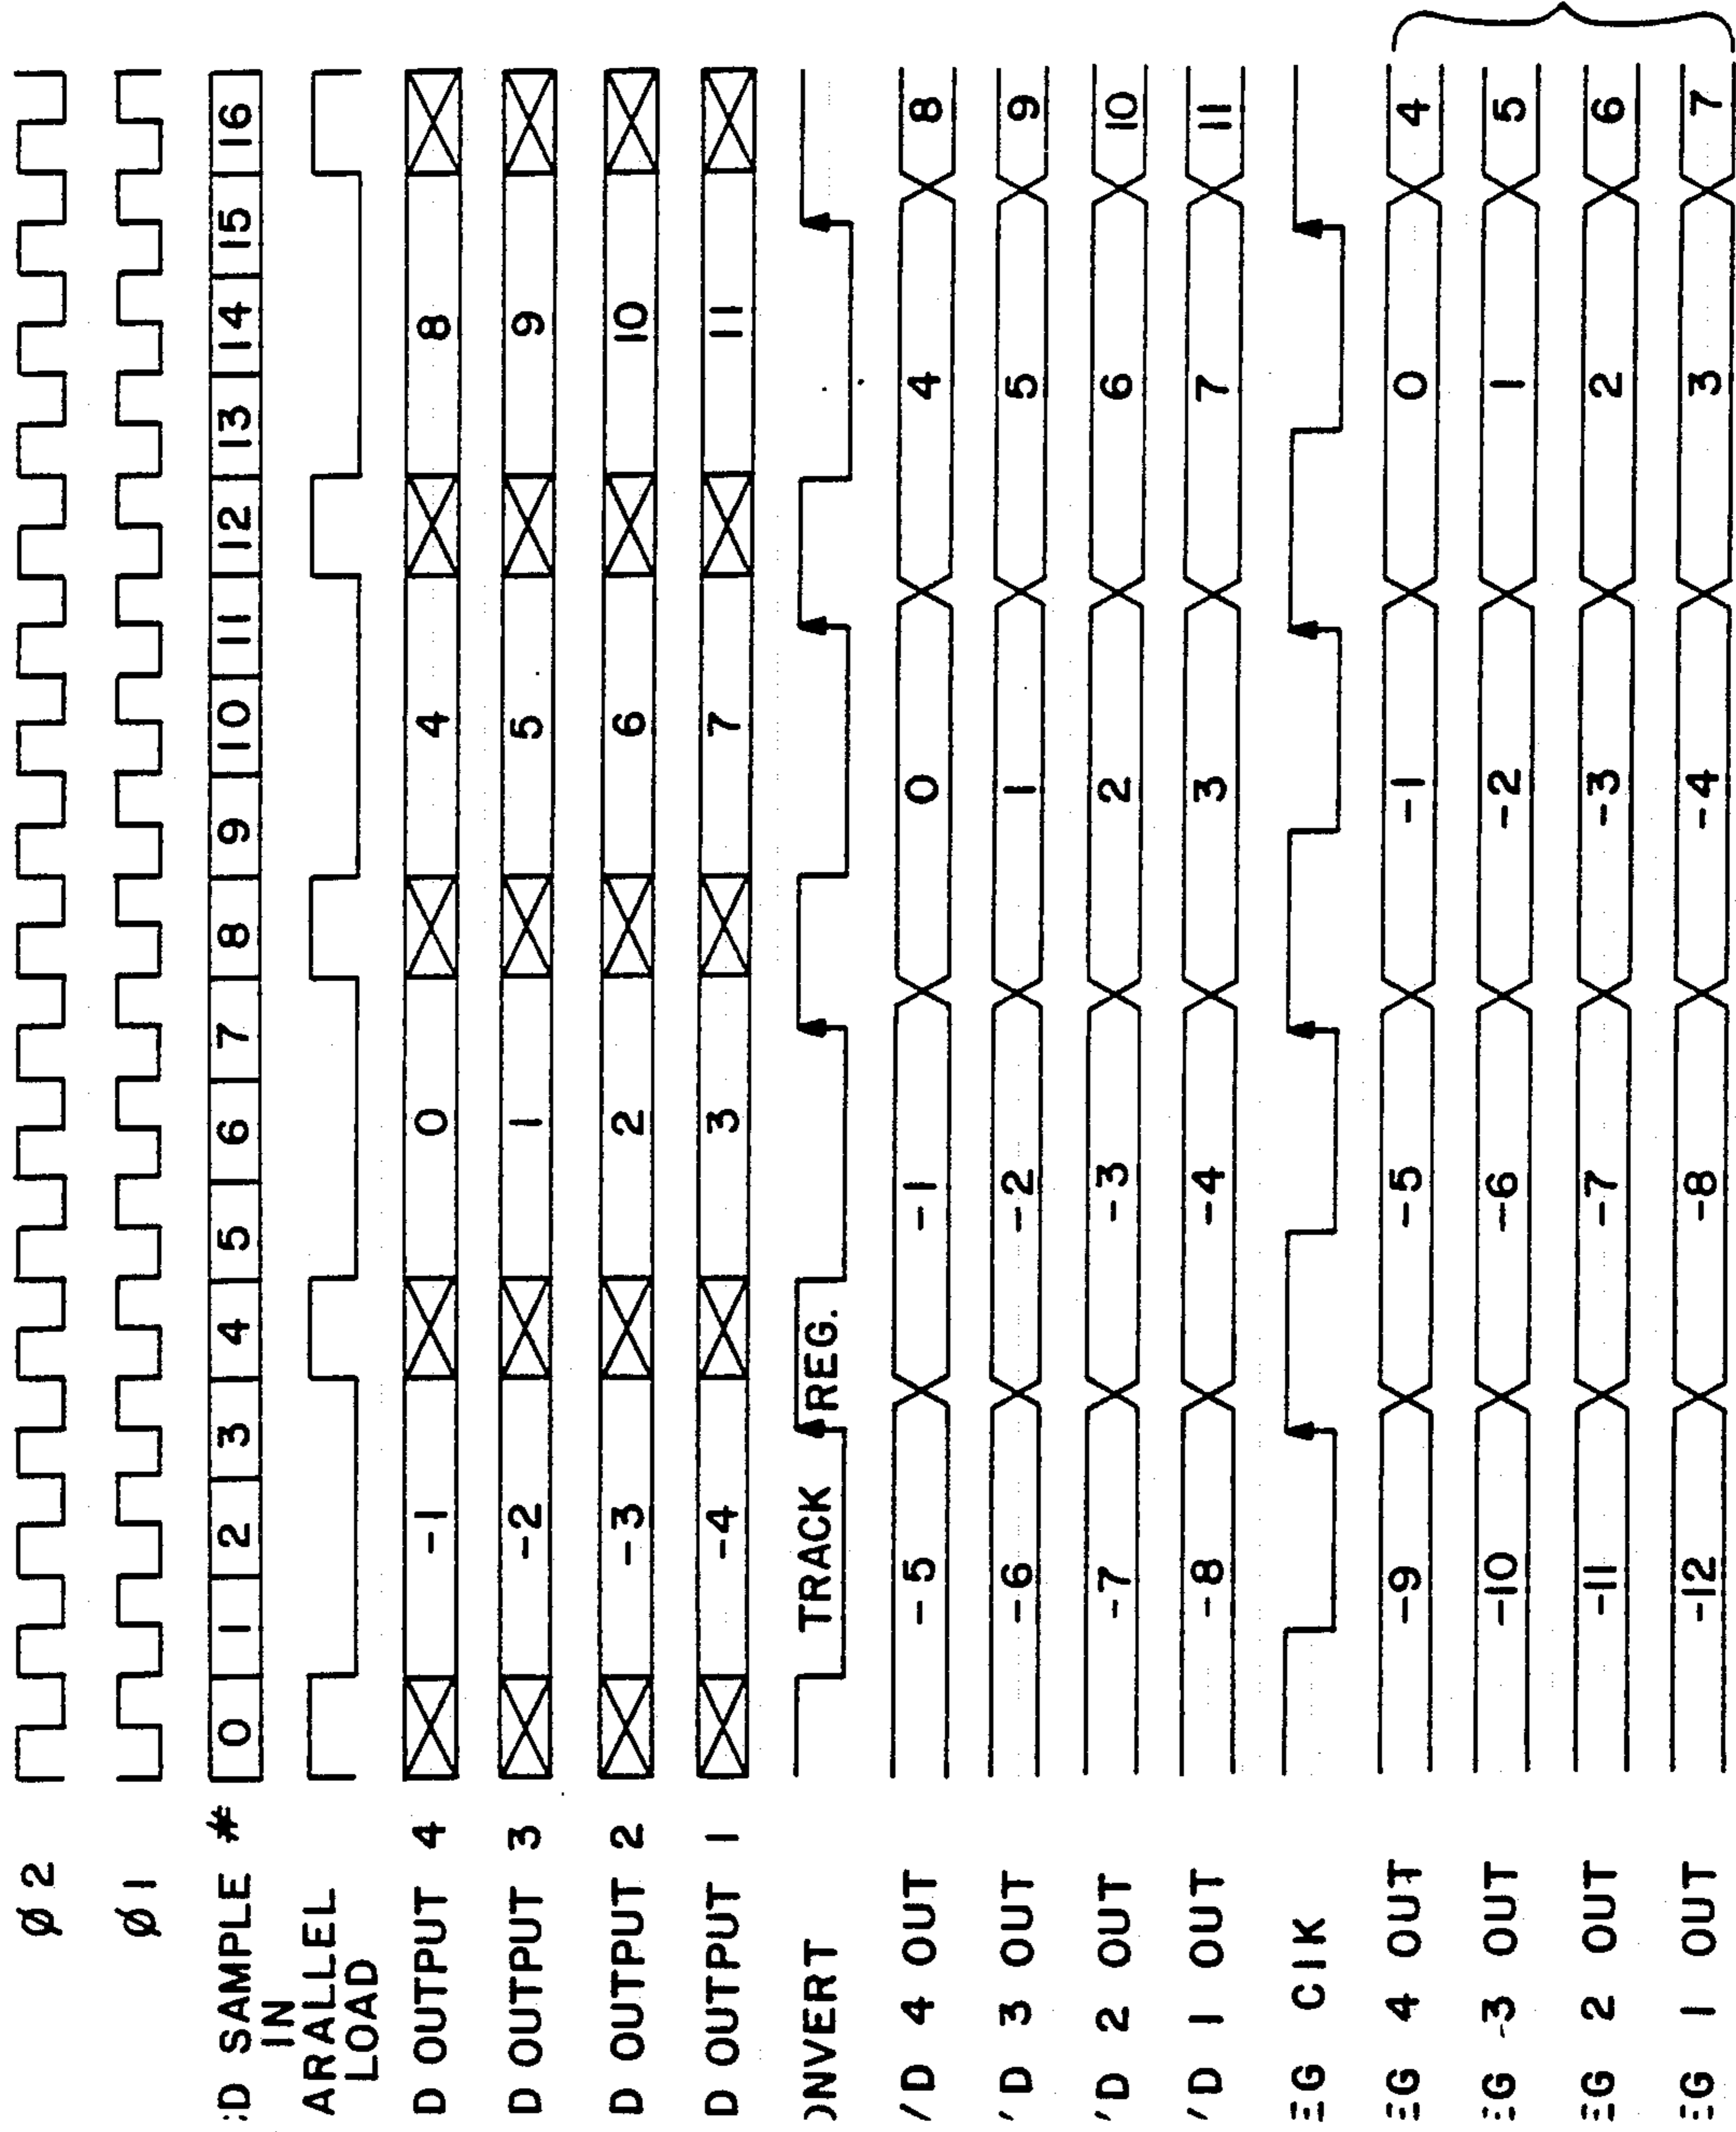 Ø 2
Ø 1
D SAMPLE # IN 0 1 2 3 4 5 6 7 8 9 10 11 12 13 14 15 16
ARALLEL
LOAD
D OUTPUT 4 -1 0 4 8
D OUTPUT 3 -2 1 5 9
D OUTPUT 2 -3 2 6 10
D OUTPUT 1 -4 3 7 11
NVERT TRACK REG.
/D 4 OUT -5 -1 0 4 8
/D 3 OUT -6 -2 1 5 9
/D 2 OUT -7 -3 2 6 10
/D 1 OUT -8 -4 3 7 11
EG ClK
EG 4 OUT -9 -5 -1 0 4
EG 3 OUT -10 -6 -2 1 5
EG 2 OUT -11 -7 -3 2 6
EG 1 OUT -12 -8 -4 3 7